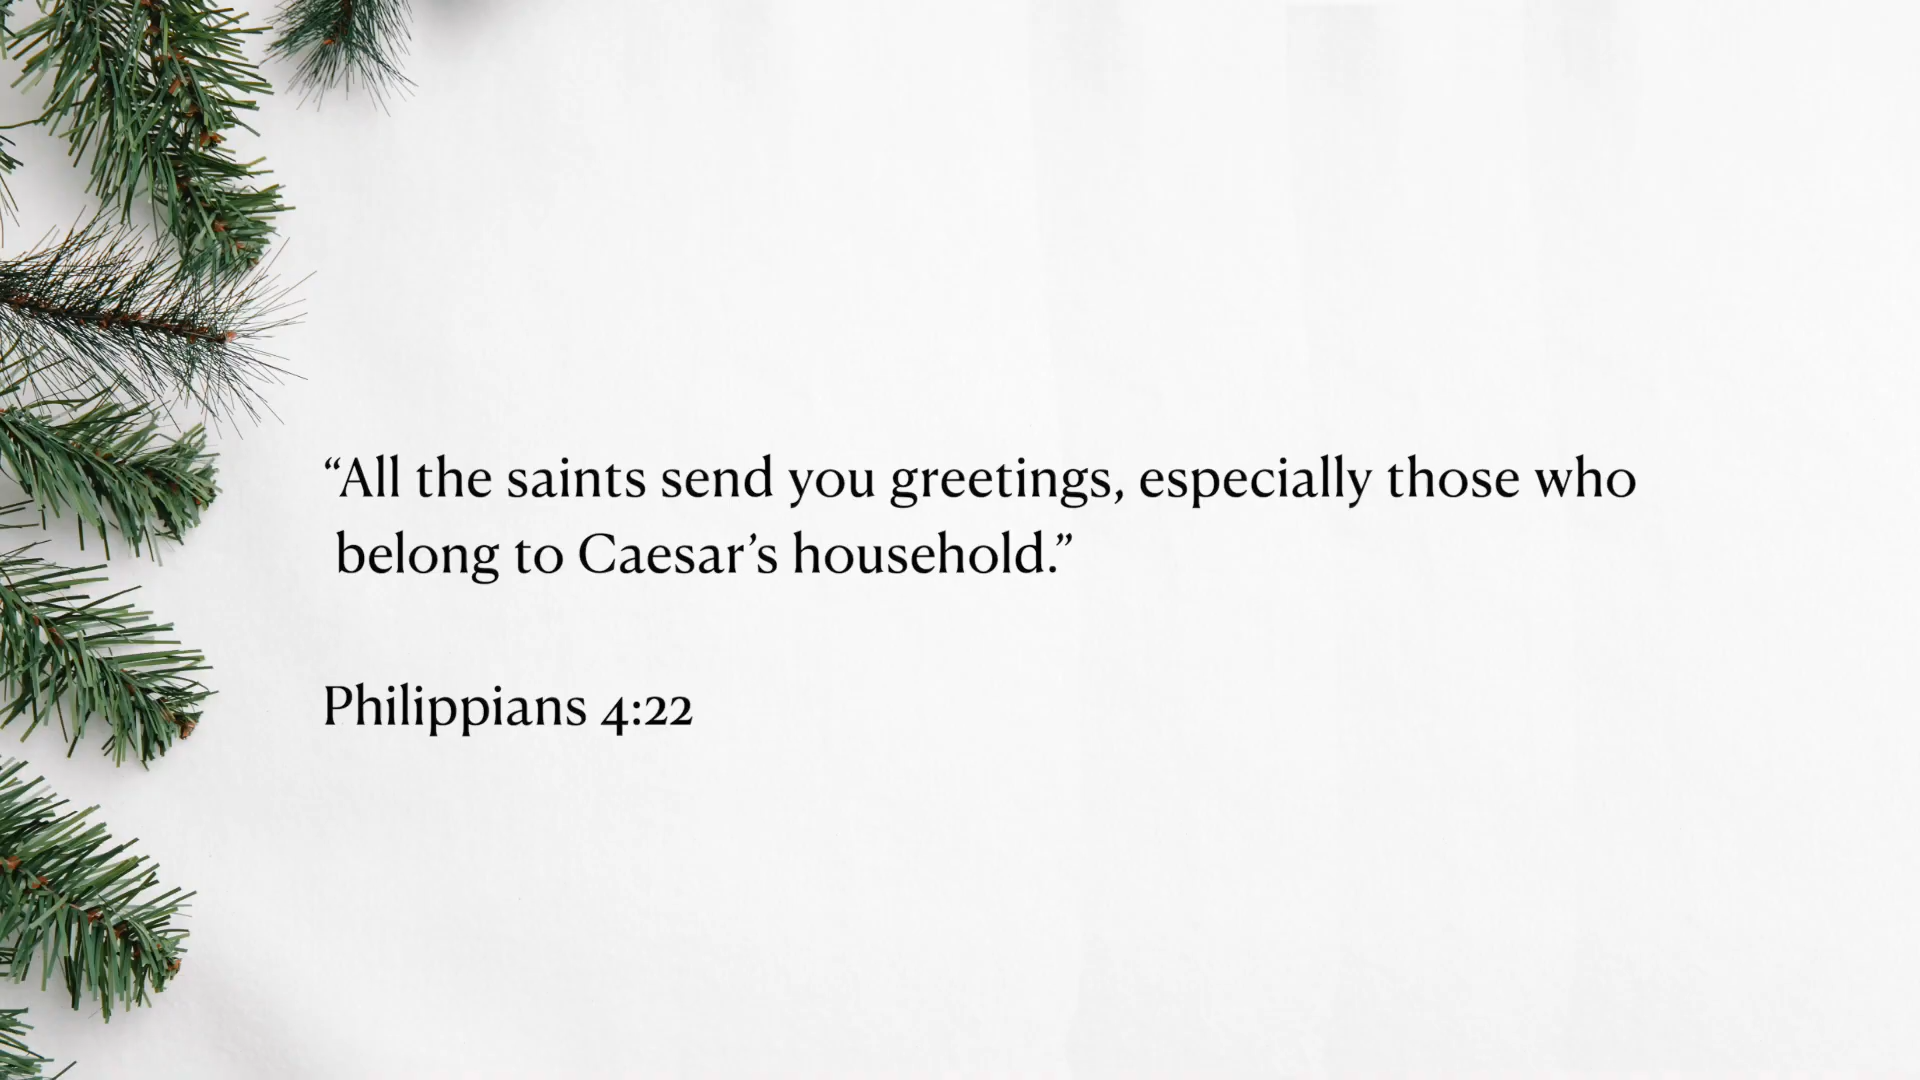 “All the saints send you greetings, especially those who
belong to Caesar’s household.”
Philippians 4:22